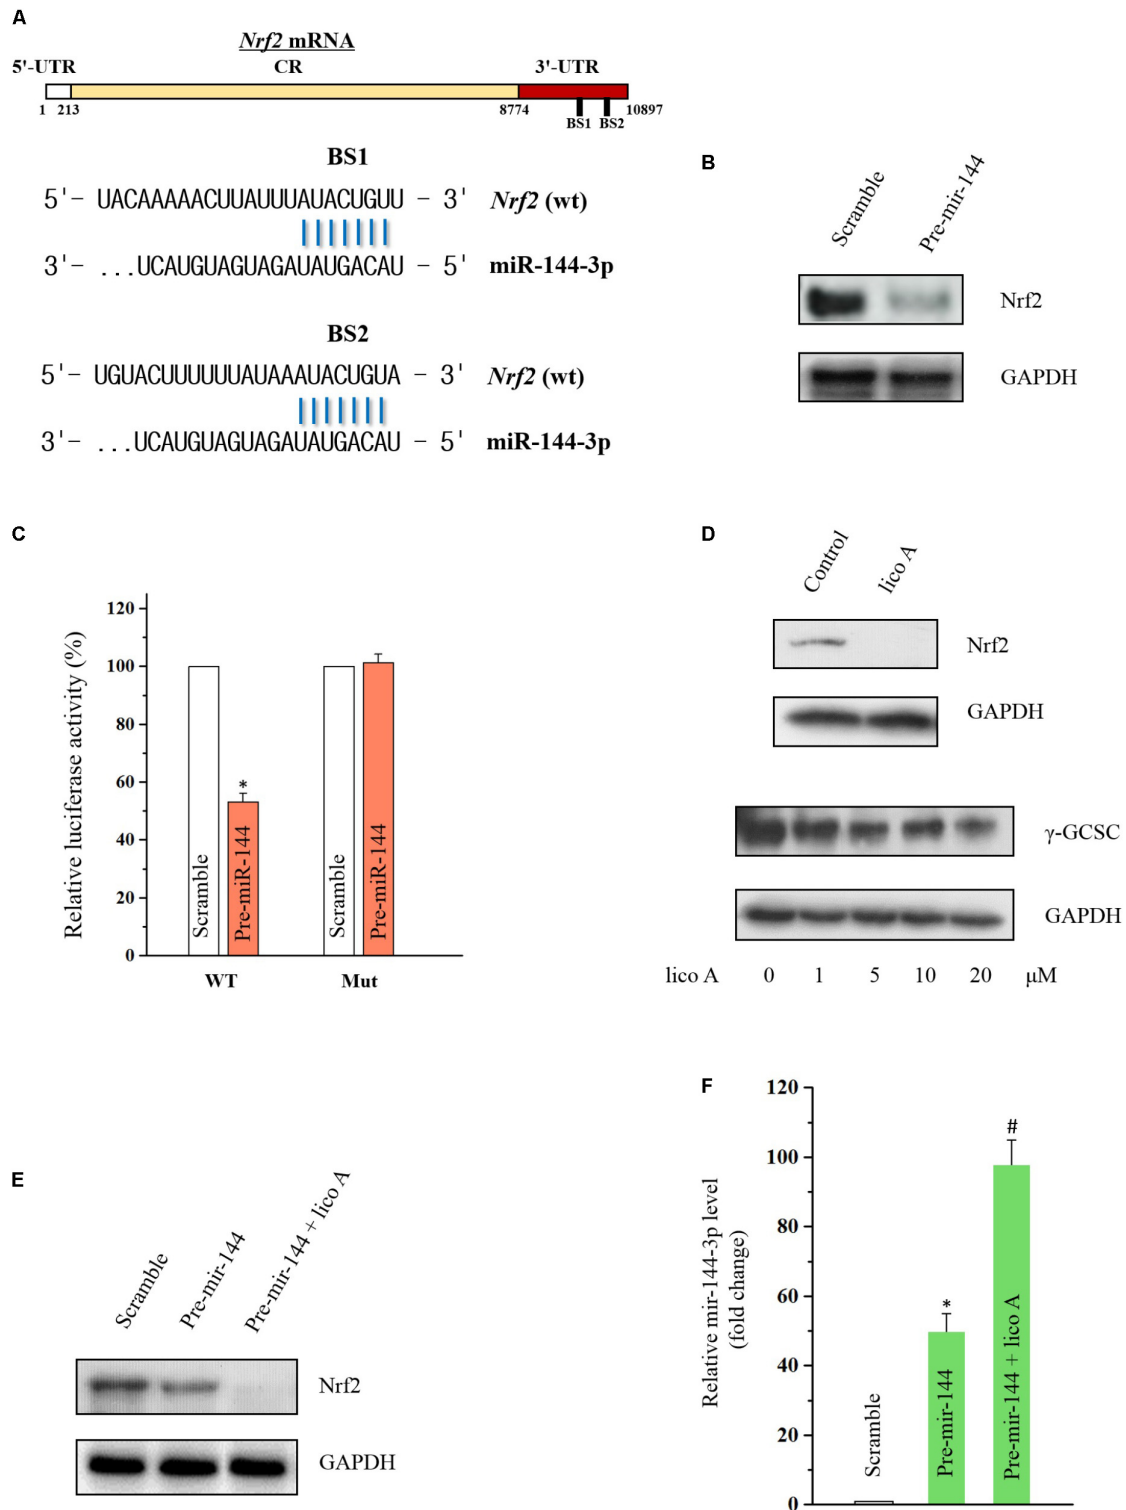 A
Nrf2 mRNA
5'-UTR CR 3'-UTR
1 213 8774 10897
BS1 BS2
BS1
5'- UACAAAAACUUAUUUAUACUGUU - 3' Nrf2 (wt)
3'- ...UCAUGUAGUAGAUAUGACAU - 5' miR-144-3p
BS2
5'- UGUACUUUUUUAUAAAUACUGUA - 3' Nrf2 (wt)
3'- ...UCAUGUAGUAGAUAUGACAU - 5' miR-144-3p
B
Scramble Pre-mir-144
Nrf2
GAPDH
C
Relative luciferase activity (%)
120
100
80
60
40
20
0
*
Scramble Pre-miR-144 Scramble Pre-miR-144
WT Mut
D
Control lico A
Nrf2
GAPDH
γ-GCSC
GAPDH
lico A 0 1 5 10 20 μM
E
Scramble Pre-mir-144 Pre-mir-144 + lico A
Nrf2
GAPDH
F
Relative mir-144-3p level
(fold change)
120
100
80
60
40
20
0
* #
Scramble Pre-mir-144 Pre-mir-144 + lico A